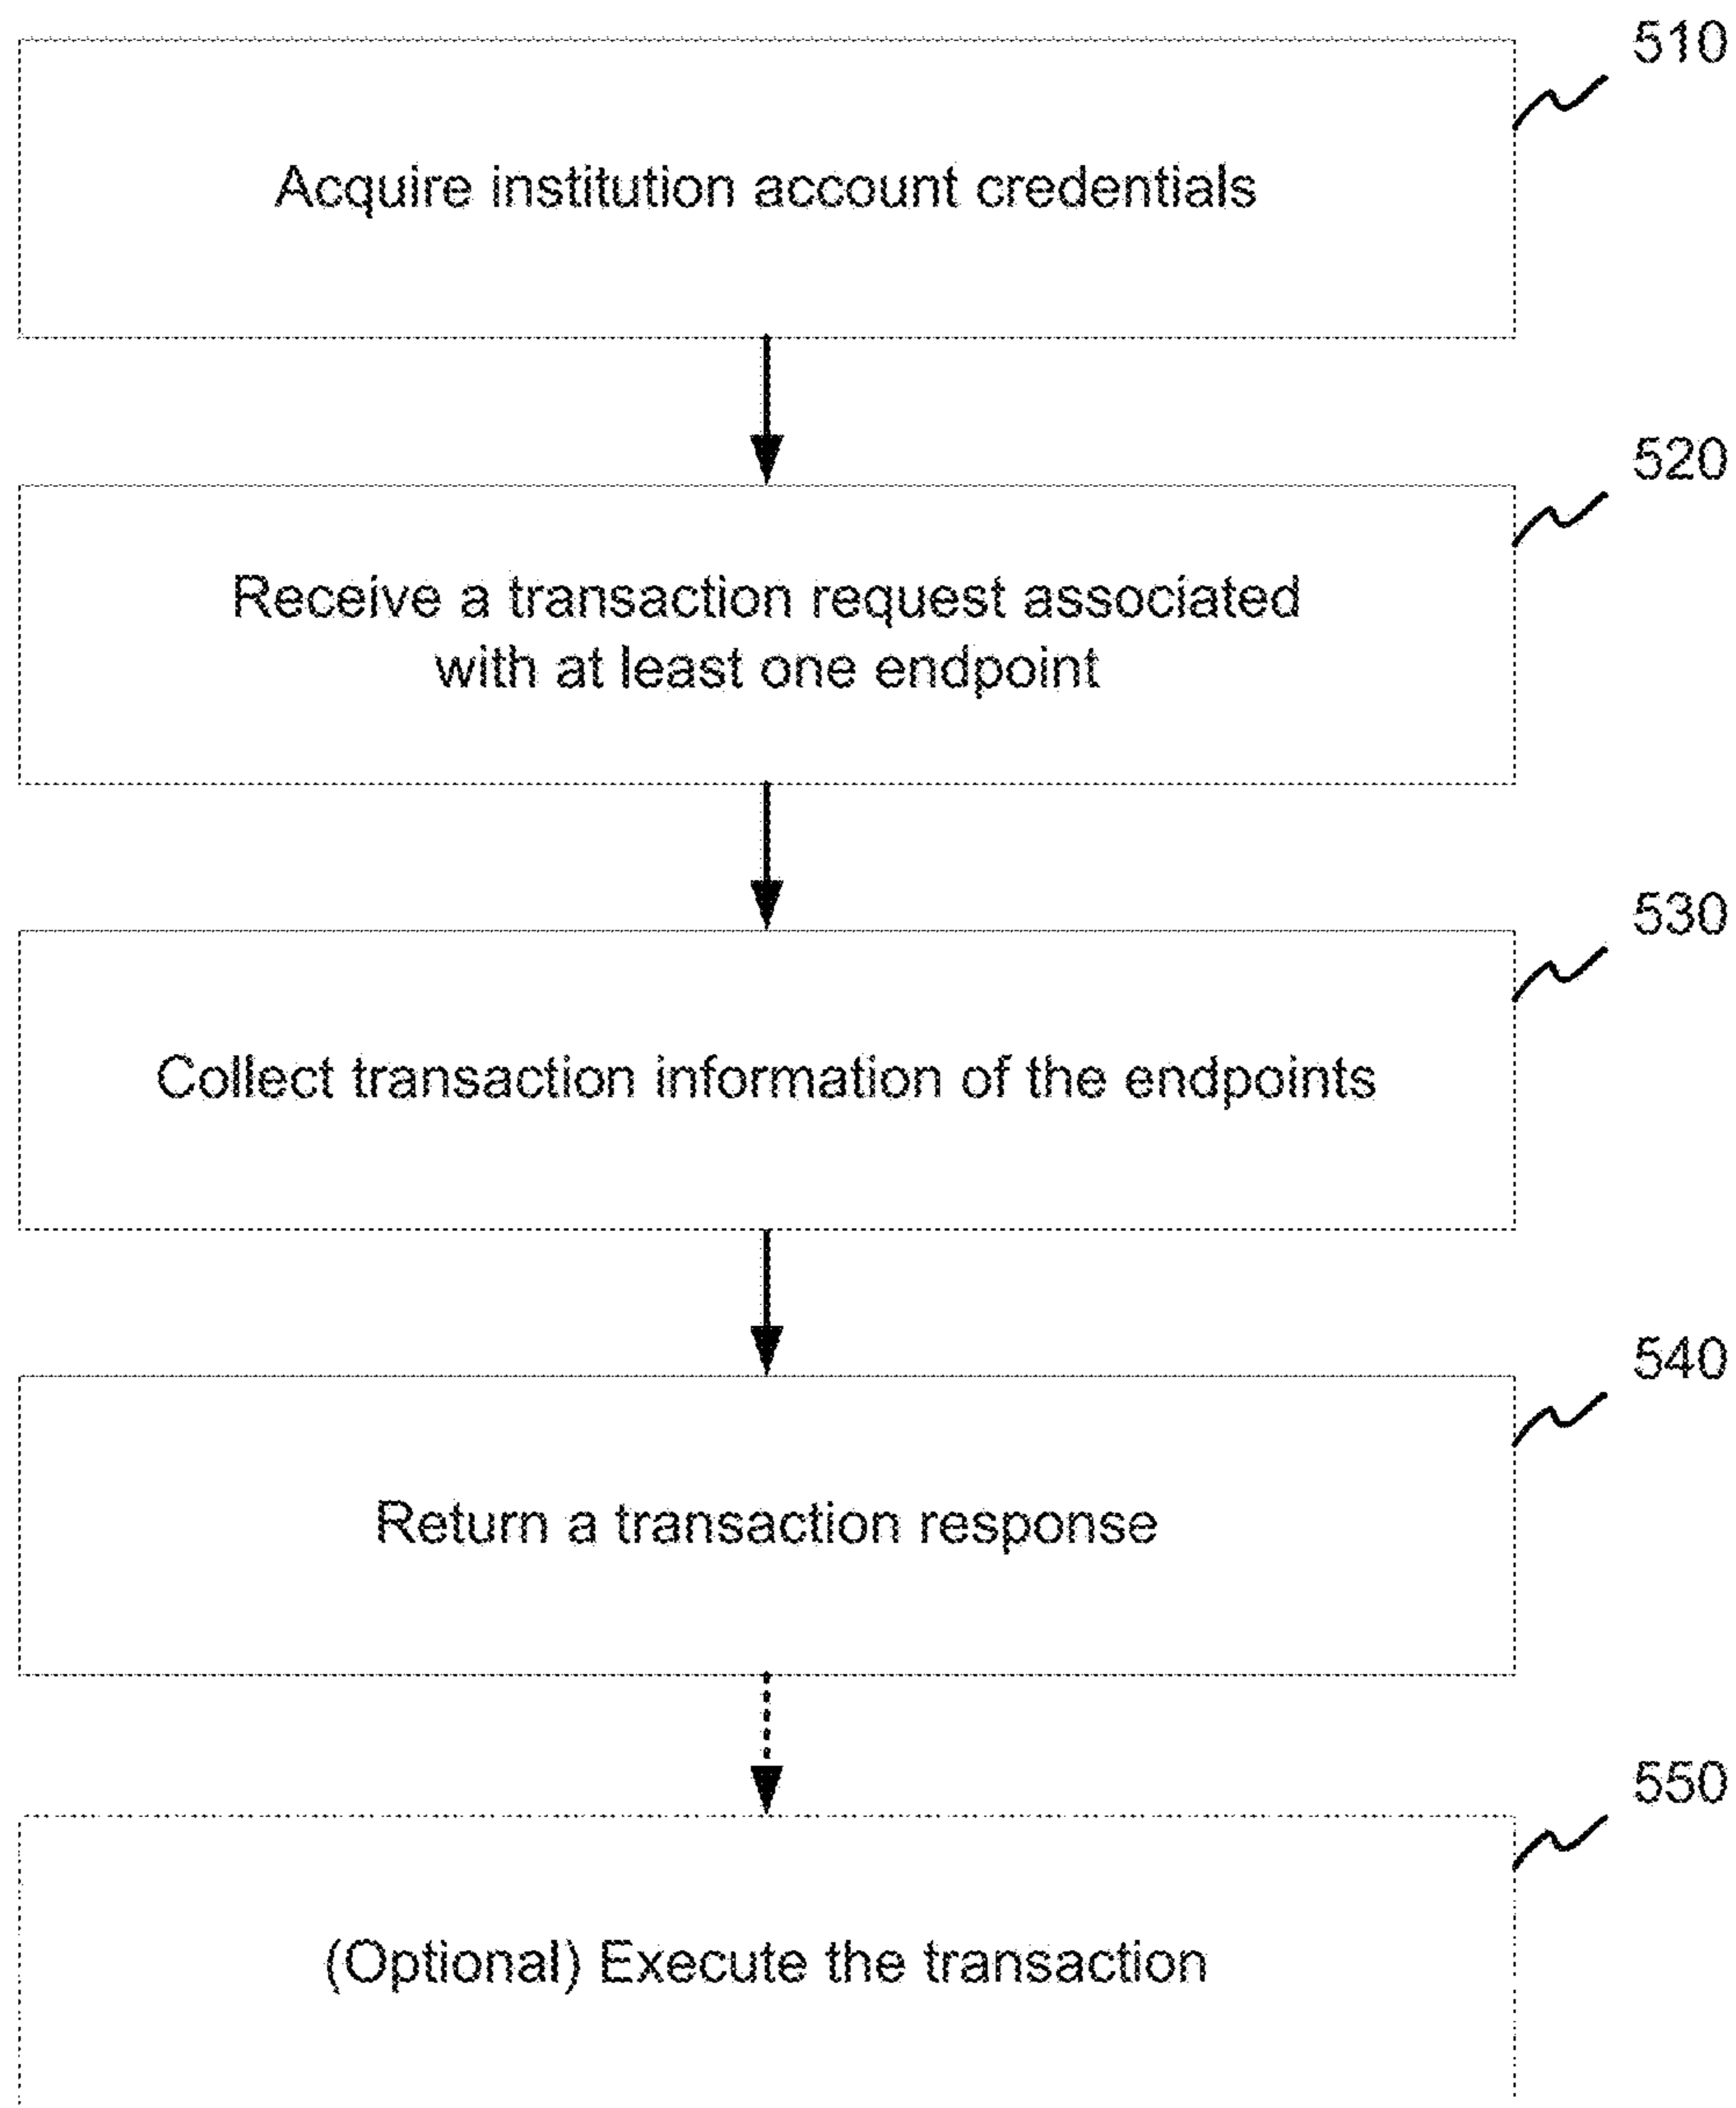 510
Acquire institution account credentials
520
Receive a transaction request associated
with at least one endpoint
530
Collect transaction information of the endpoints
540
Return a transaction response
550
(Optional) Execute the transaction